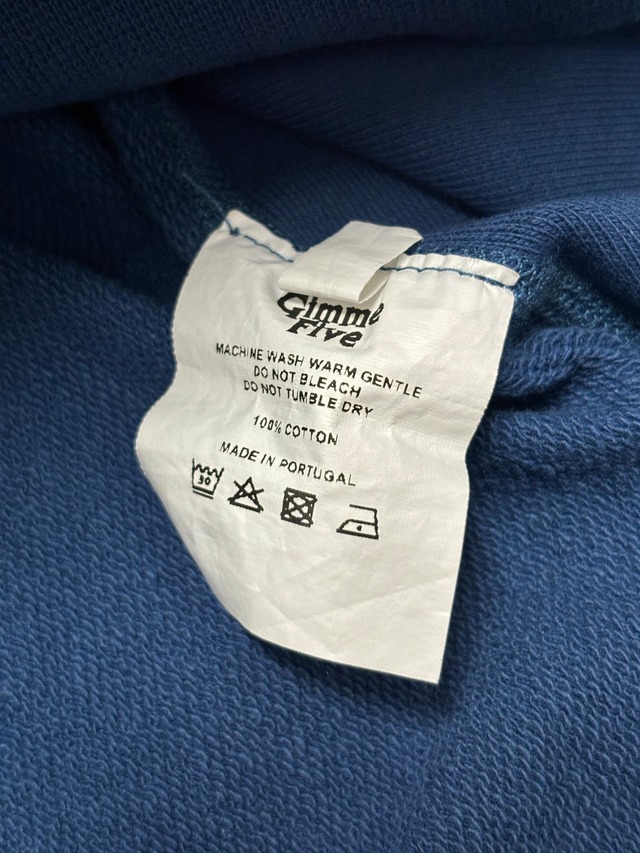 Gimme
Five
MACHINE WASH WARM GENTLE
DO NOT BLEACH
DO NOT TUMBLE DRY
100% COTTON
MADE IN PORTUGAL
30